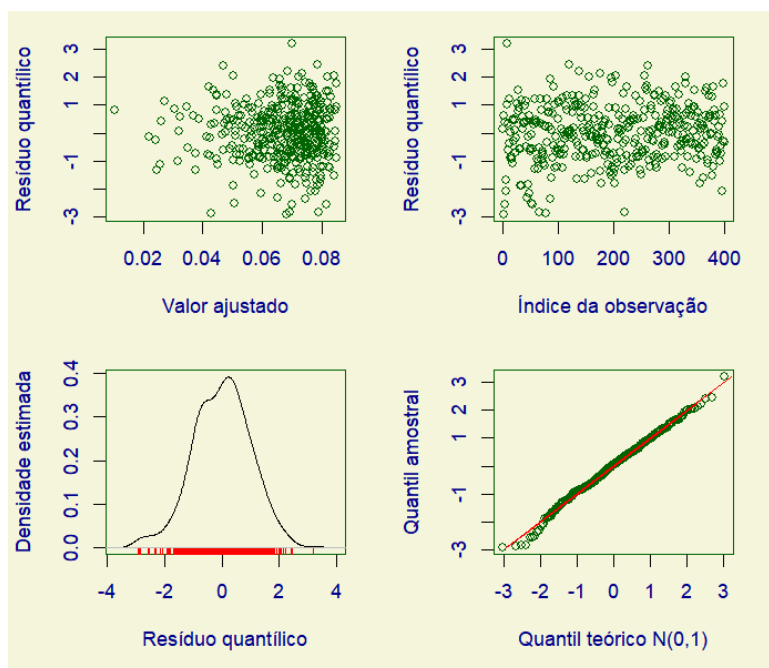 Resíduo quantílico
3
2
1
-1
-3
0.02 0.04 0.06 0.08
Valor ajustado
Resíduo quantílico
3
2
1
-1
-3
0 100 200 300 400
Índice da observação
Densidade estimada
0.4
0.3
0.2
0.1
0.0
-4 -2 0 2 4
Resíduo quantílico
Quantil amostral
3
1
-1
-3
-3 -2 -1 0 1 2 3
Quantil teórico N(0,1)